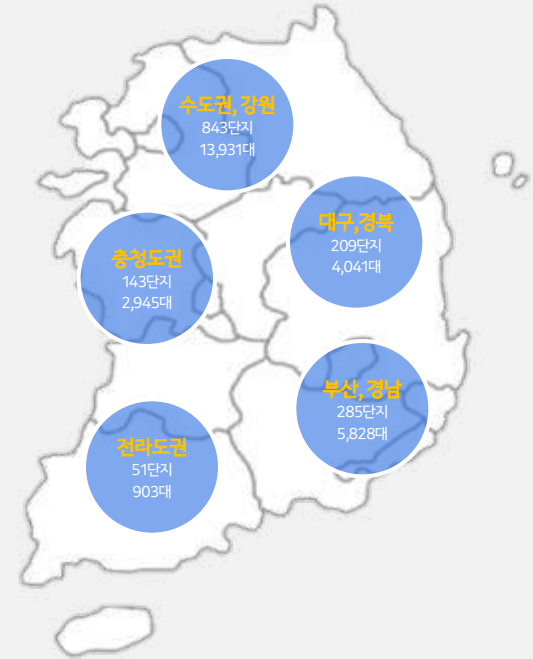 수도권, 강원
843단지
13,931대
대구,경북
209단지
4,041대
충청도권
143단지
2,945대
부산, 경남
285단지
5,828대
전라도권
51단지
903대